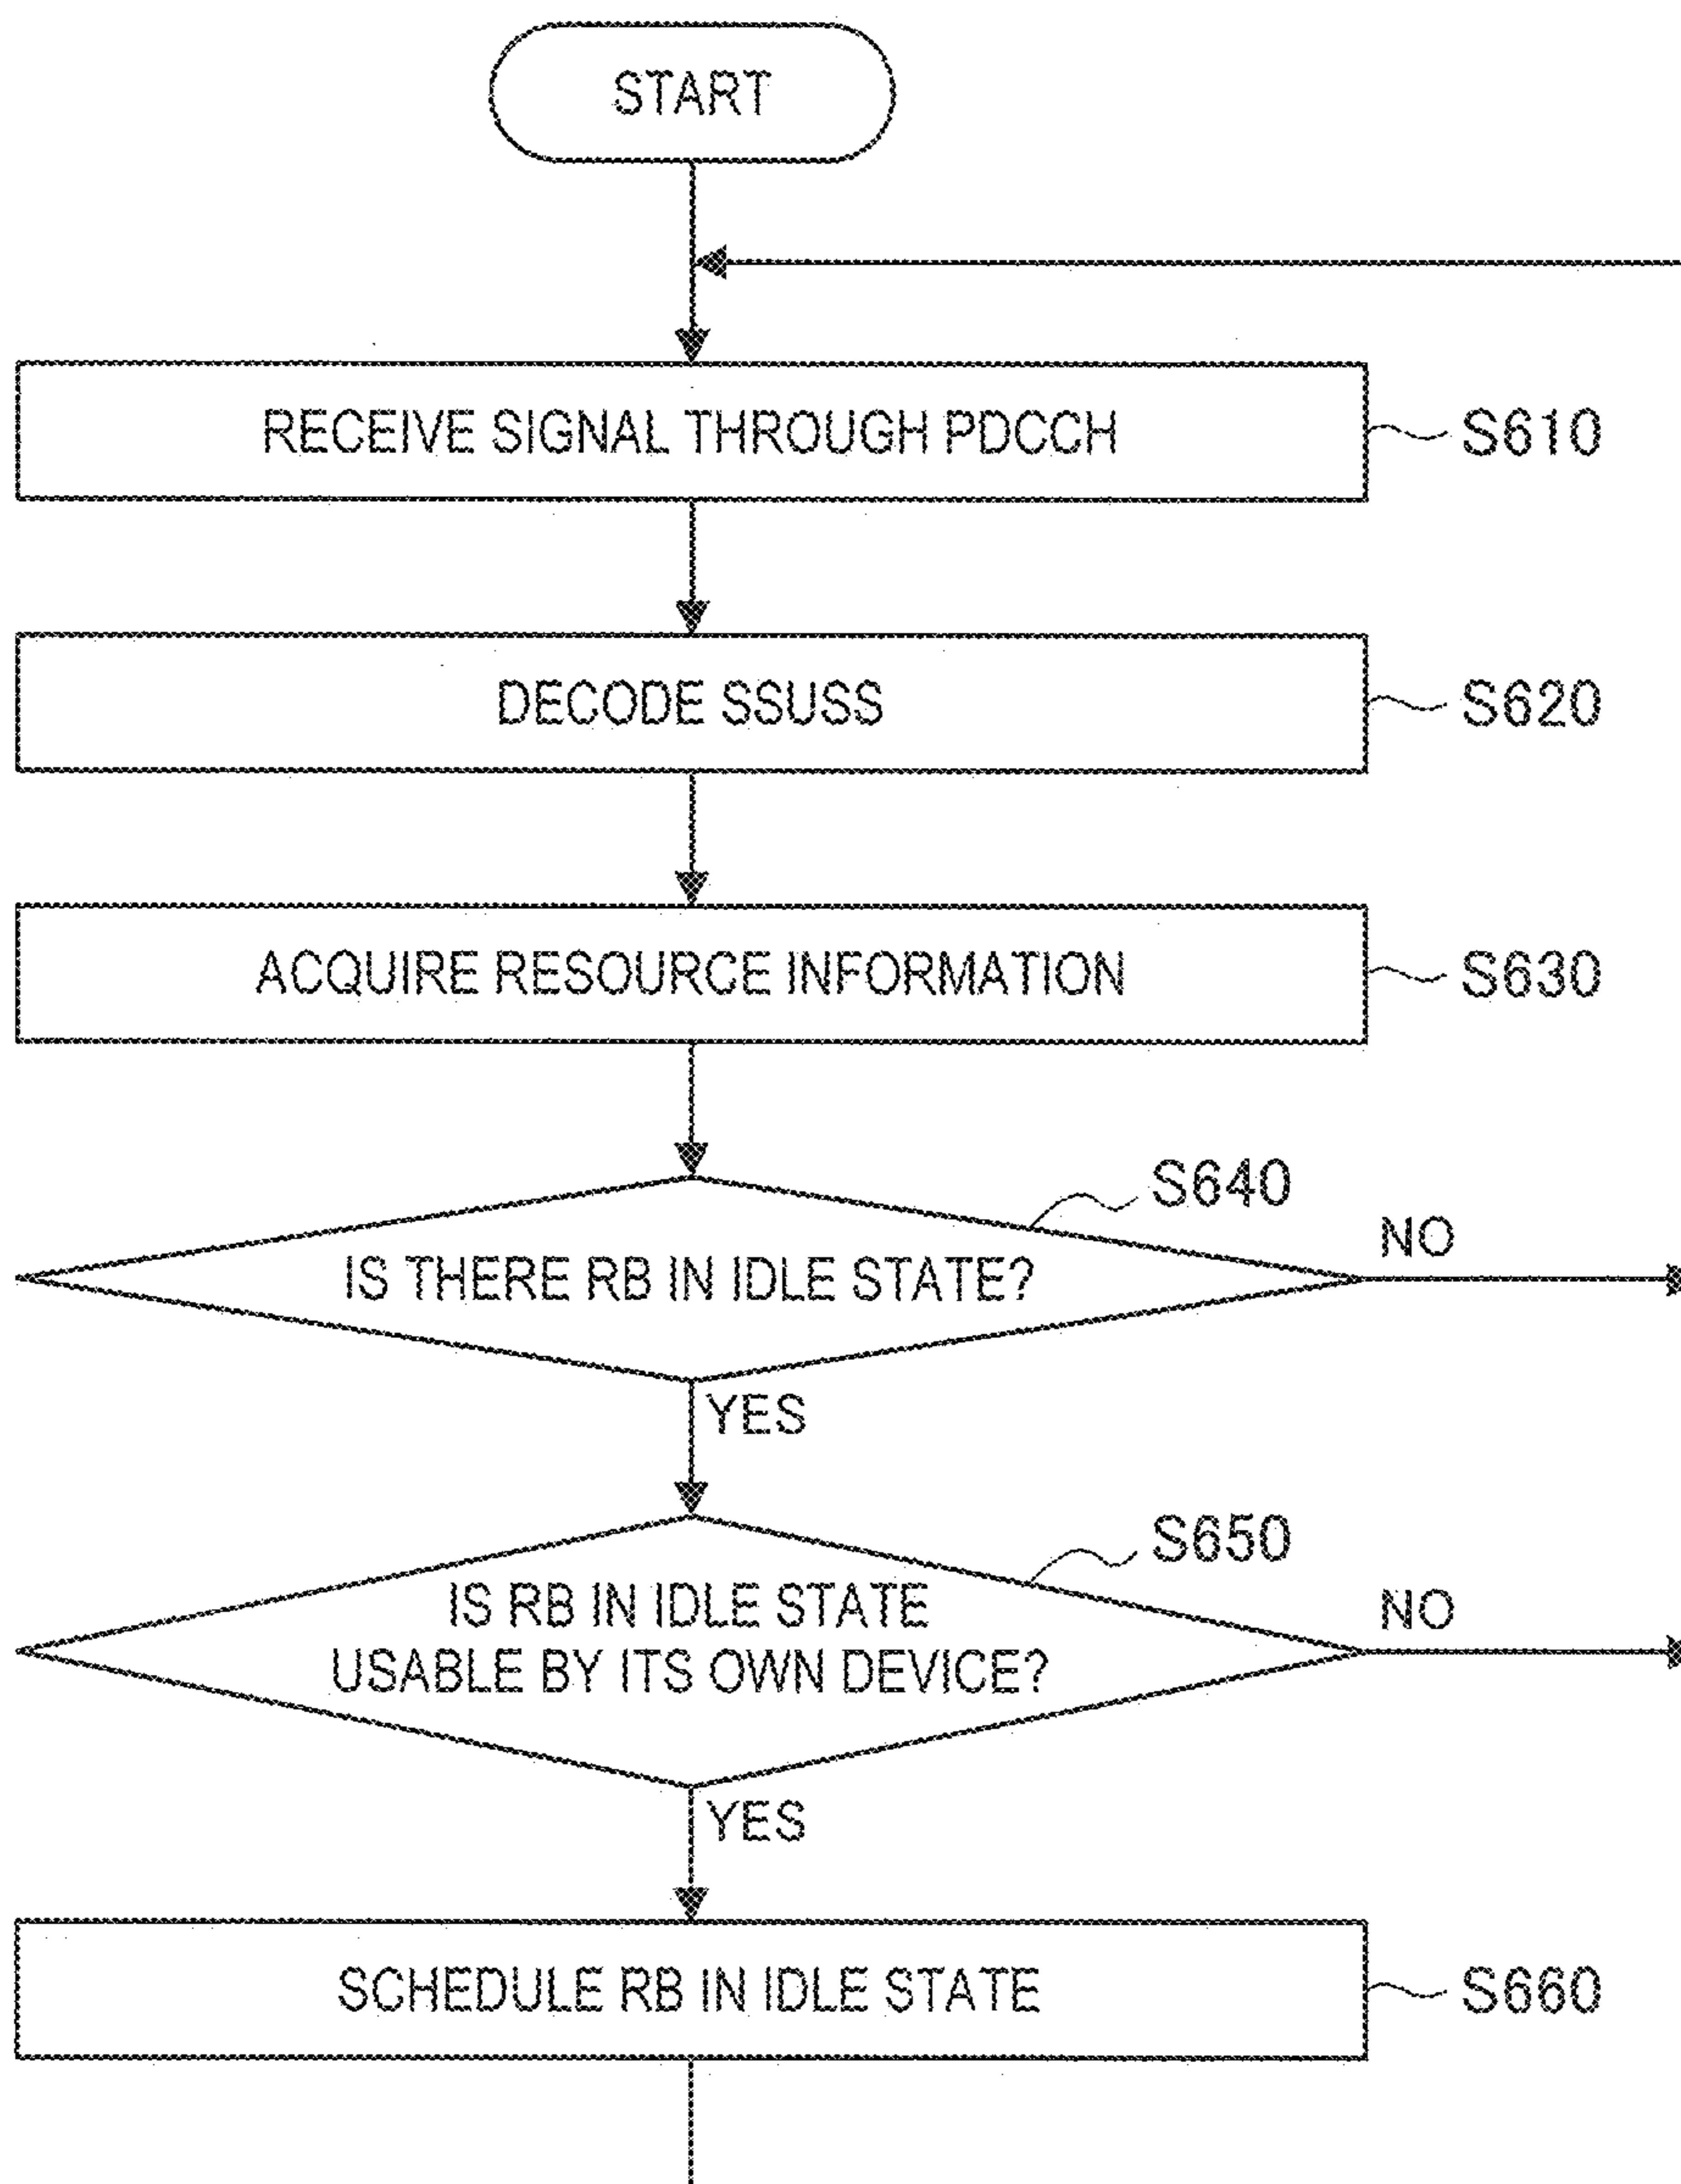 START
RECEIVE SIGNAL THROUGH PDCCH
S610
DECODE SSUSS
S620
ACQUIRE RESOURCE INFORMATION
S630
S640
NO
IS THERE RB IN IDLE STATE?
YES
S650
NO
IS RB IN IDLE STATE
USABLE BY ITS OWN DEVICE?
YES
SCHEDULE RB IN IDLE STATE
S660